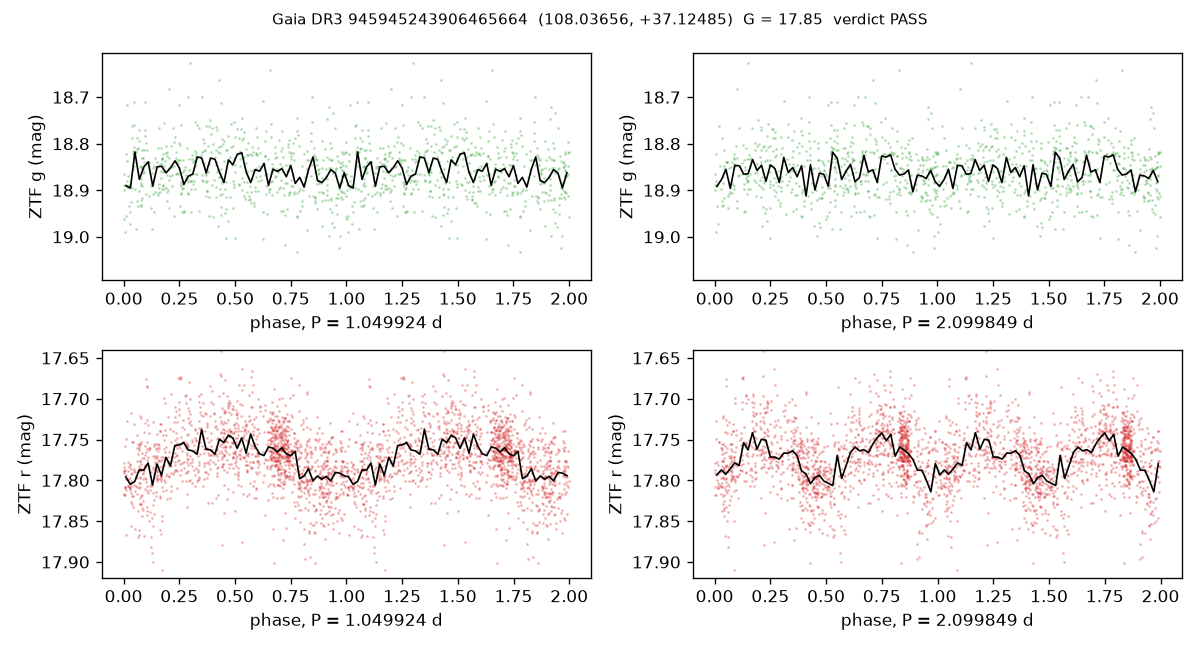 Gaia DR3 945945243906465664 (108.03656, +37.12485) G = 17.85 verdict PASS
ZTF g (mag)
18.7
18.8
18.9
19.0
0.00 0.25 0.50 0.75 1.00 1.25 1.50 1.75 2.00
phase, P = 1.049924 d
ZTF g (mag)
18.7
18.8
18.9
19.0
0.00 0.25 0.50 0.75 1.00 1.25 1.50 1.75 2.00
phase, P = 2.099849 d
ZTF r (mag)
17.65
17.70
17.75
17.80
17.85
17.90
0.00 0.25 0.50 0.75 1.00 1.25 1.50 1.75 2.00
phase, P = 1.049924 d
ZTF r (mag)
17.65
17.70
17.75
17.80
17.85
17.90
0.00 0.25 0.50 0.75 1.00 1.25 1.50 1.75 2.00
phase, P = 2.099849 d